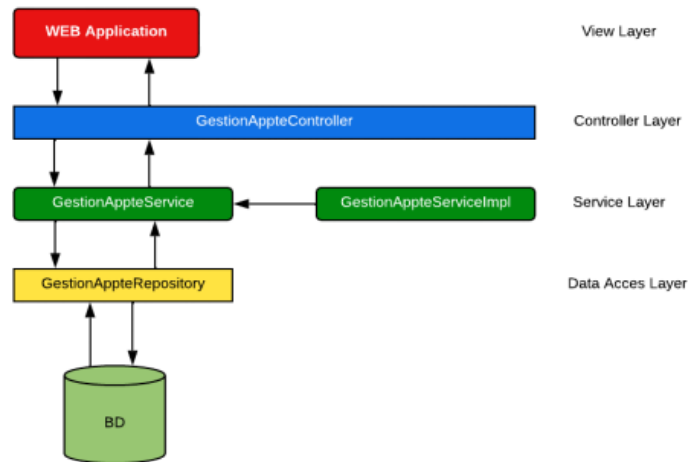 WEB Application
View Layer
GestionAppteController
Controller Layer
GestionAppteService
GestionAppteServiceImpl
Service Layer
GestionAppteRepository
Data Acces Layer
BD